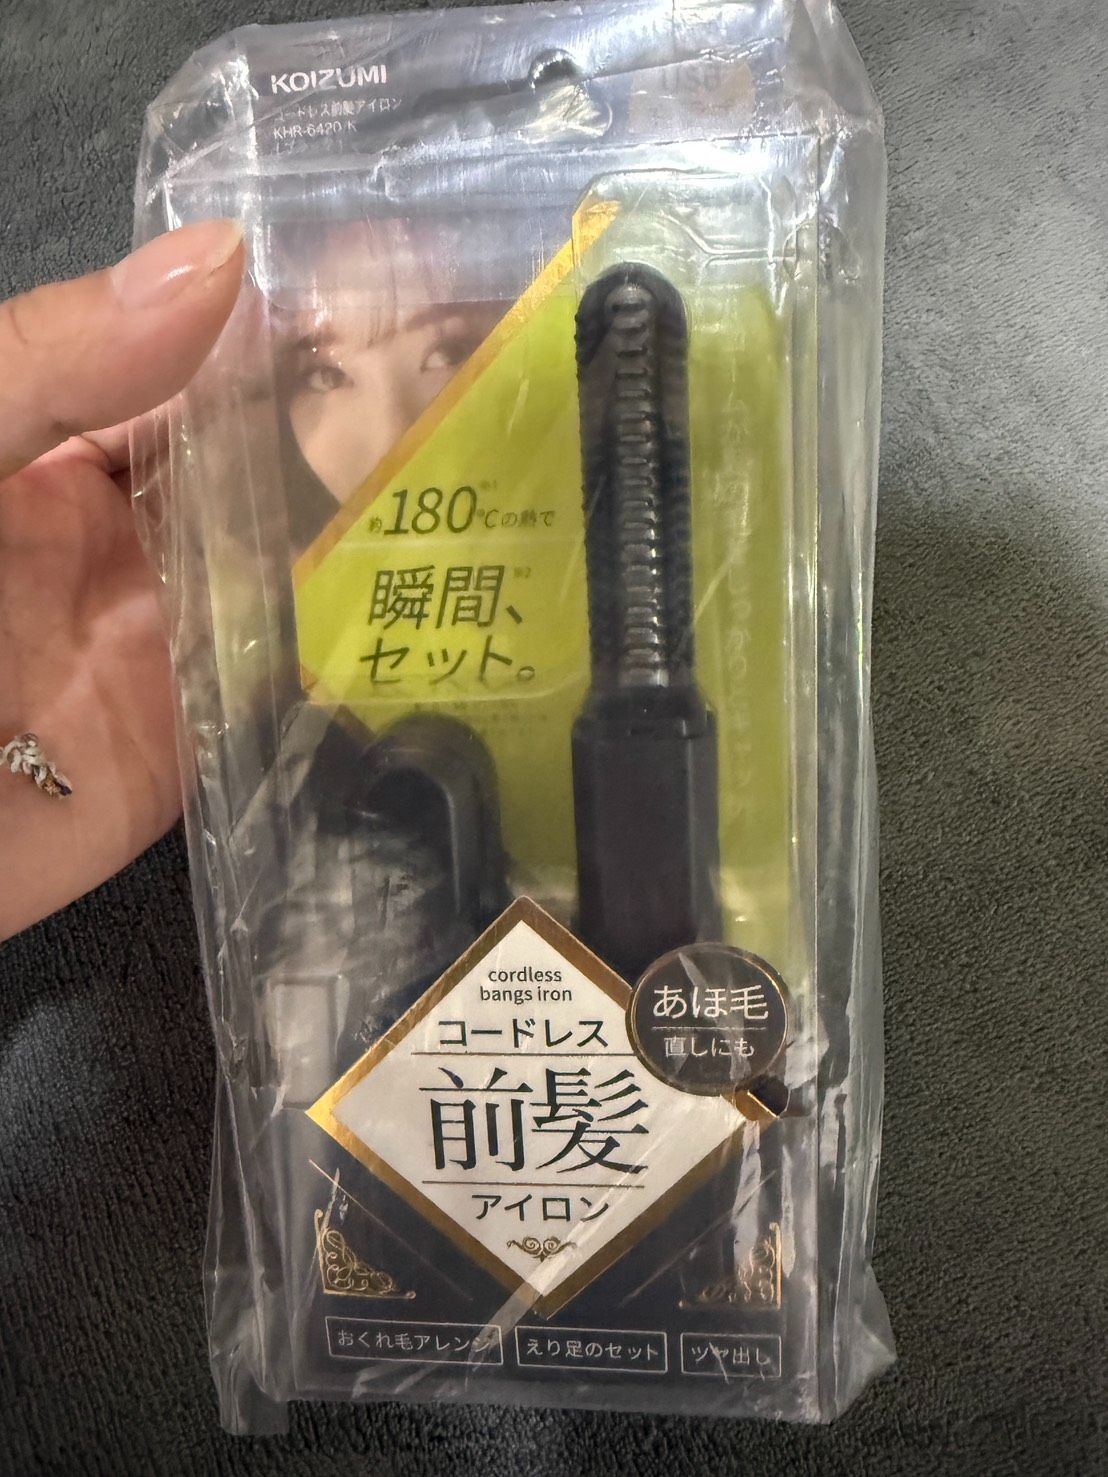 KOIZUMI
コードレス前髪アイロン
KHR-6420 K
約180℃の熱で
※1
瞬間、
※2
セット。
cordless
bangs iron
コードレス
前髪
アイロン
あほ毛
直しにも
おくれ毛アレンジ
えり足のセット
ツヤ出し